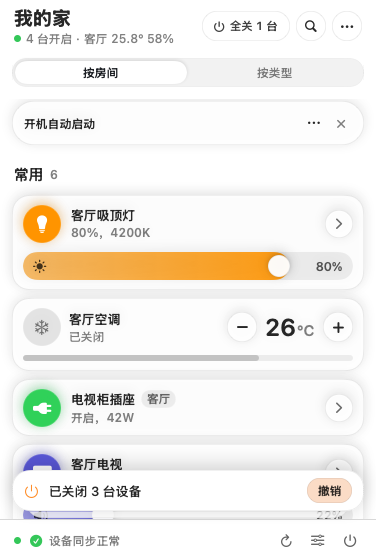 我的家
4 台开启 · 客厅 25.8° 58%
全关 1 台
按房间
按类型
开机自动启动
常用 6
客厅吸顶灯
80%，4200K
80%
客厅空调
已关闭
26°C
电视柜插座 客厅
开启，42W
客厅电视
已关闭 3 台设备
撤销
22%
设备同步正常